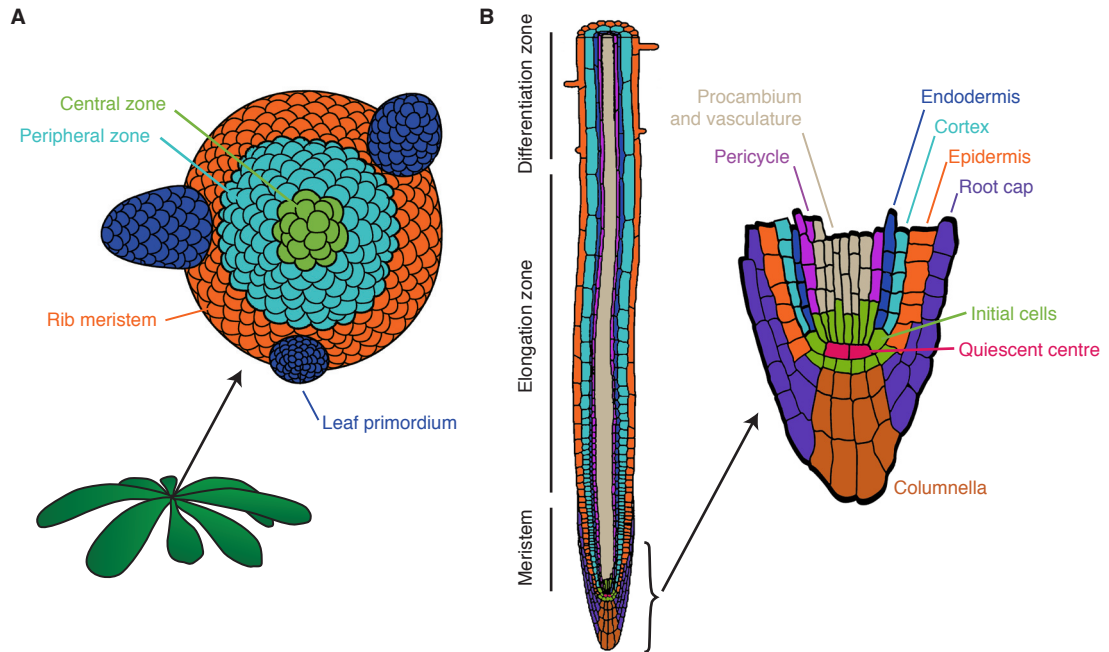 A
Central zone
Peripheral zone
Rib meristem
Leaf primordium
B
Differentiation zone
Elongation zone
Meristem
Procambium
and vasculature
Pericycle
Endodermis
Cortex
Epidermis
Root cap
Initial cells
Quiescent centre
Columnella